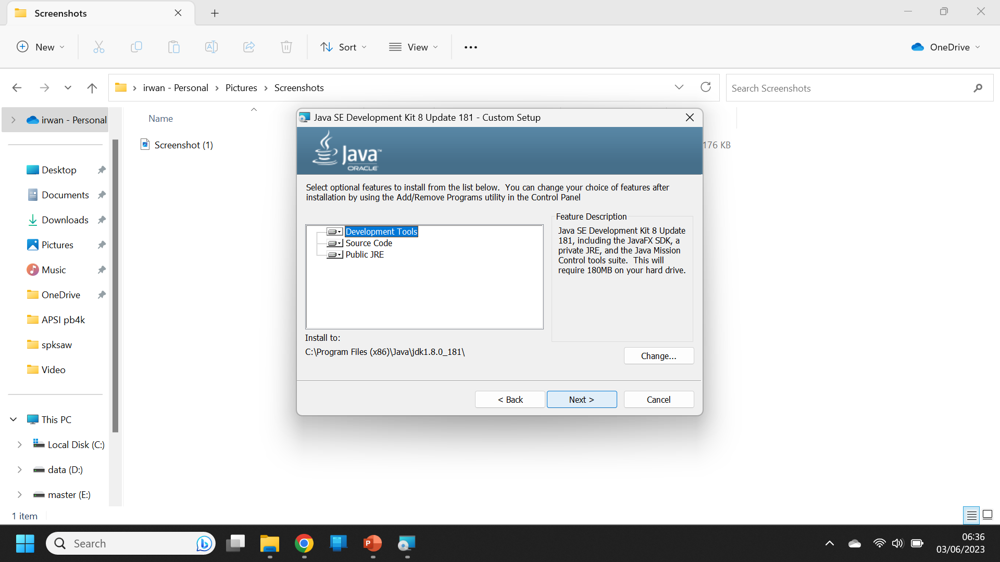 Screenshots
New
Sort
View
OneDrive
irwan - Personal
Pictures
Screenshots
Search Screenshots
irwan - Personal
Desktop
Documents
Downloads
Pictures
Music
OneDrive
APSI pb4k
spksaw
Video
This PC
Local Disk (C:)
data (D:)
master (E:)
Name
Screenshot (1)
176 KB
Java SE Development Kit 8 Update 181 - Custom Setup
Java™
ORACLE
Select optional features to install from the list below. You can change your choice of features after
installation by using the Add/Remove Programs utility in the Control Panel
Development Tools
Source Code
Public JRE
Feature Description
Java SE Development Kit 8 Update
181, including the JavaFX SDK, a
private JRE, and the Java Mission
Control tools suite. This will
require 180MB on your hard drive.
Install to:
C:\Program Files (x86)\Java\jdk1.8.0_181\
Change...
< Back
Next >
Cancel
1 item
Search
06:36
03/06/2023